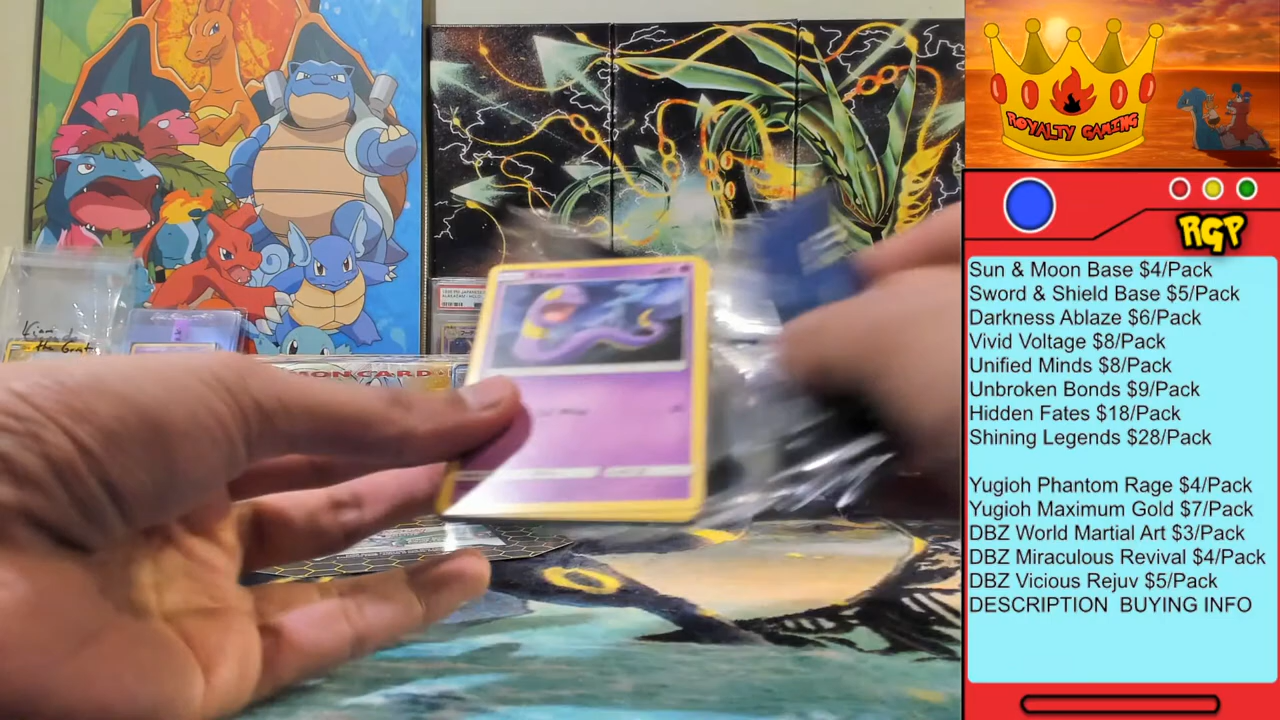 ROYALTY GAMING
RGP
Sun & Moon Base $4/Pack
Sword & Shield Base $5/Pack
Darkness Ablaze $6/Pack
Vivid Voltage $8/Pack
Unified Minds $8/Pack
Unbroken Bonds $9/Pack
Hidden Fates $18/Pack
Shining Legends $28/Pack
Yugioh Phantom Rage $4/Pack
Yugioh Maximum Gold $7/Pack
DBZ World Martial Art $3/Pack
DBZ Miraculous Revival $4/Pack
DBZ Vicious Rejuv $5/Pack
DESCRIPTION BUYING INFO
MON CARD